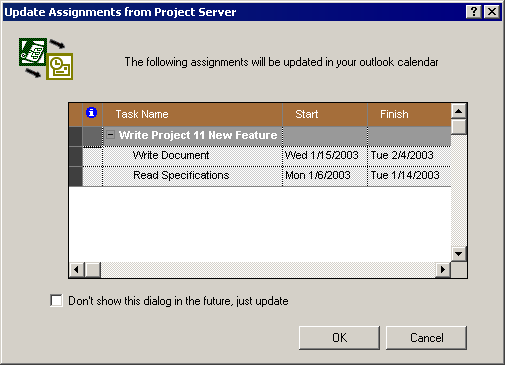 Update Assignments from Project Server
The following assignments will be updated in your outlook calendar
Task Name Start Finish
Write Project 11 New Feature
Write Document Wed 1/15/2003 Tue 2/4/2003
Read Specifications Mon 1/6/2003 Tue 1/14/2003
Don't show this dialog in the future, just update
OK Cancel